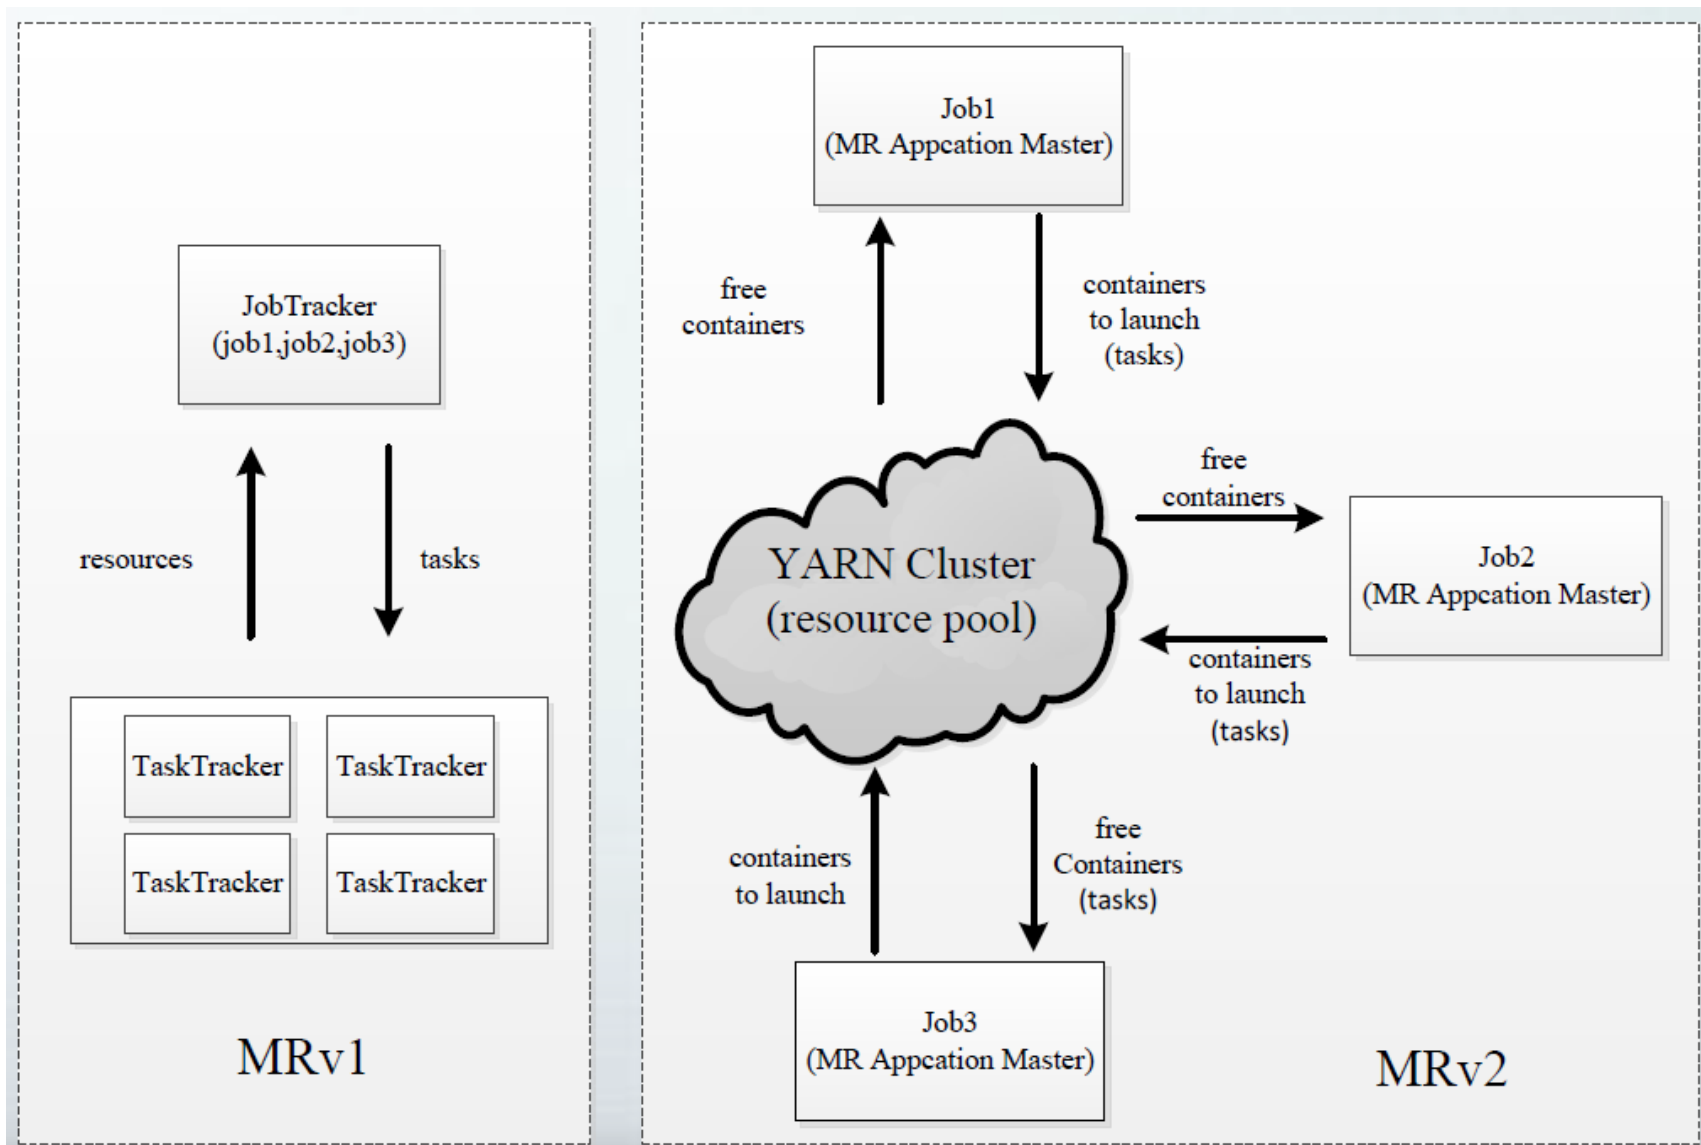 JobTracker
(job1,job2,job3)
resources
tasks
TaskTracker
TaskTracker
TaskTracker
TaskTracker
MRv1
Job1
(MR Appcation Master)
free
containers
containers
to launch
(tasks)
YARN Cluster
(resource pool)
free
containers
Job2
(MR Appcation Master)
containers
to launch
(tasks)
containers
to launch
free
Containers
(tasks)
Job3
(MR Appcation Master)
MRv2